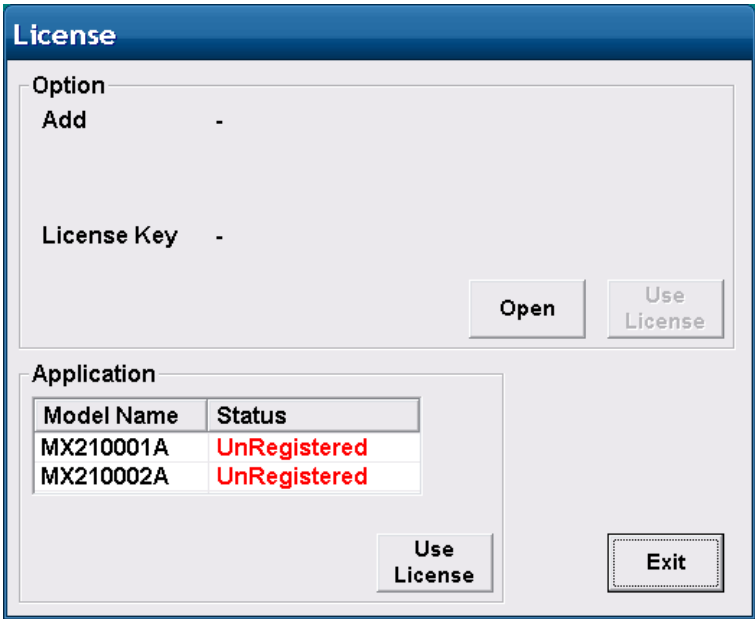 License
Option
Add -
License Key -
Open
Use
License
Application
Model Name Status
MX210001A UnRegistered
MX210002A UnRegistered
Use
License
Exit